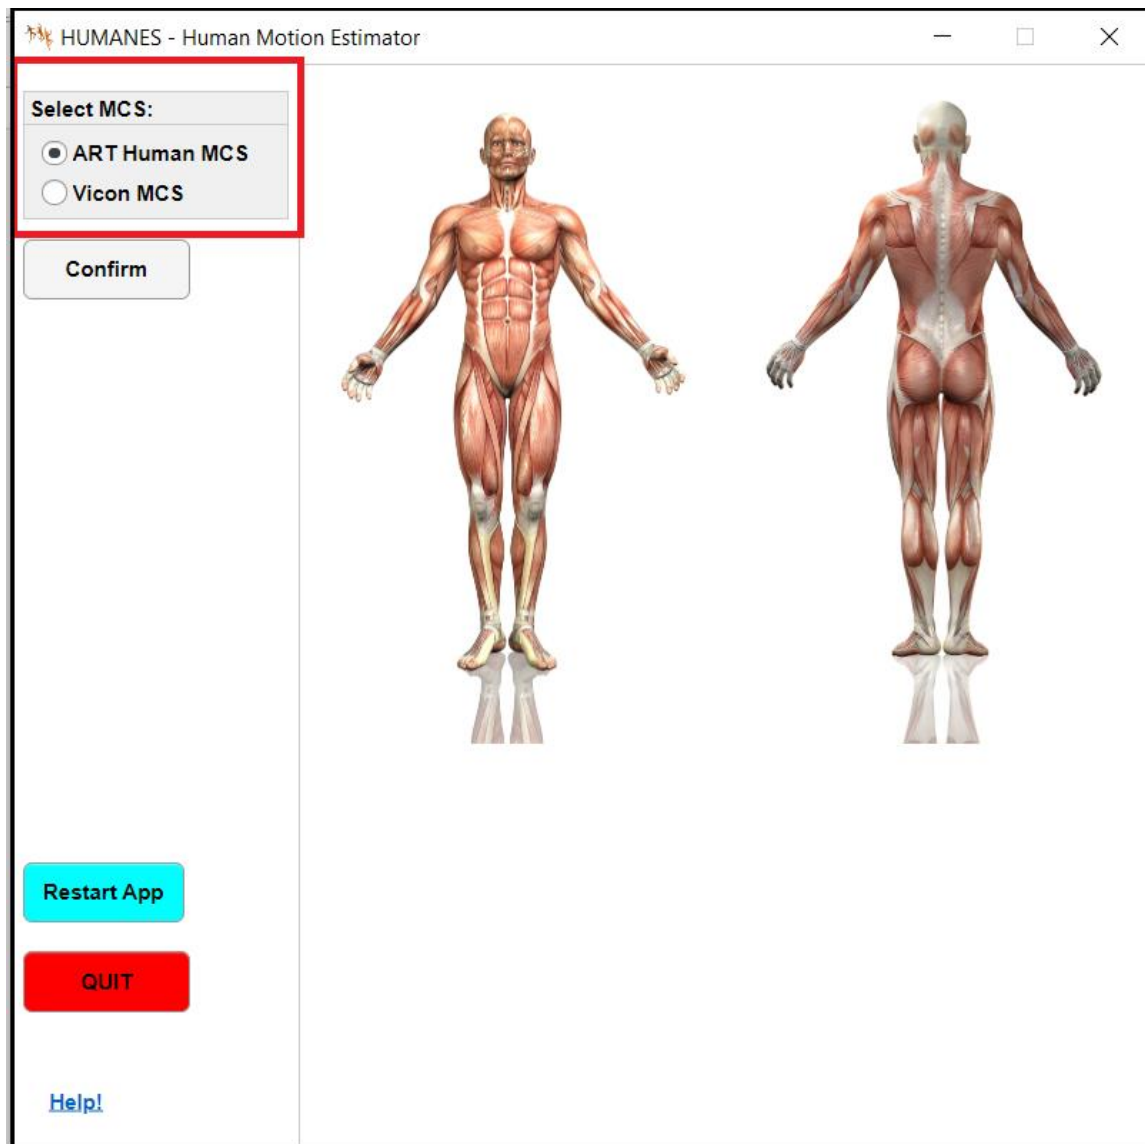 HUMANES - Human Motion Estimator
Select MCS:
ART Human MCS
Vicon MCS
Confirm
Restart App
QUIT
Help!